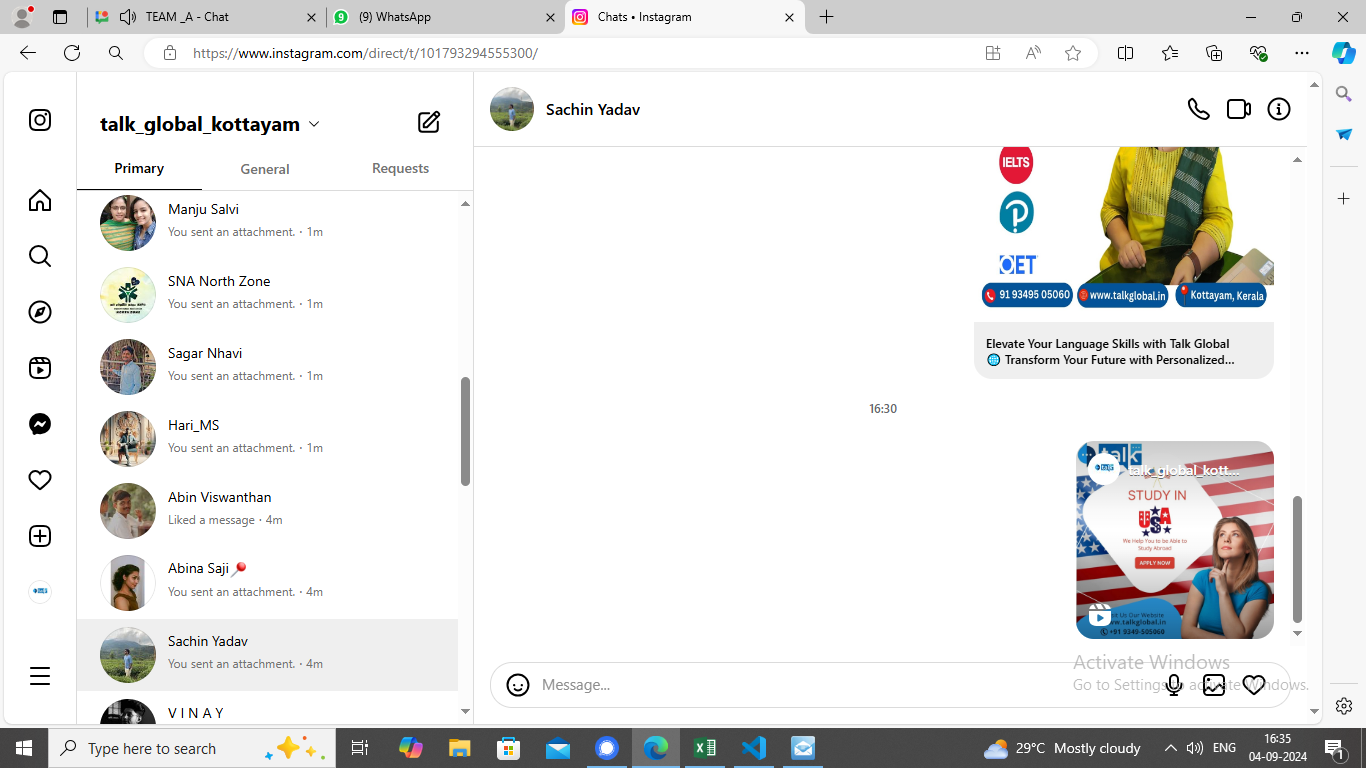 TEAM _A - Chat
(9) WhatsApp
Chats • Instagram
https://www.instagram.com/direct/t/101793294555300/
talk_global_kottayam
Primary
General
Requests
Manju Salvi
You sent an attachment. · 1m
SNA North Zone
You sent an attachment. · 1m
Sagar Nhavi
You sent an attachment. · 1m
Hari_MS
You sent an attachment. · 1m
Abin Viswanthan
Liked a message · 4m
Abina Saji📍
You sent an attachment. · 4m
Sachin Yadav
You sent an attachment. · 4m
V I N A Y
Sachin Yadav
IELTS
OET
91 93495 05060
www.talkglobal.in
Kottayam, Kerala
Elevate Your Language Skills with Talk Global
🌐 Transform Your Future with Personalized...
16:30
talk
talk_global_kott...
STUDY IN
USA
We Help You to be Able to
Study Abroad
APPLY NOW
Us Our Website
www.talkglobal.in
+91 9349-505060
Message...
Activate Windows
Go to Settings to activate Windows.
Type here to search
29°C Mostly cloudy
ENG
16:35
04-09-2024
1